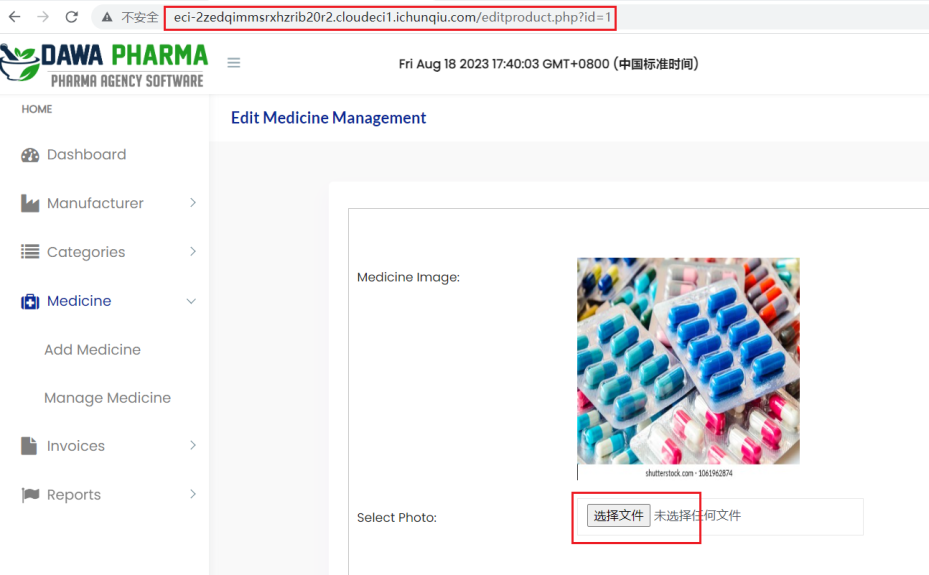 不安全 eci-2zedqimmsrxhzrib20r2.cloudeci1.ichunqiu.com/editproduct.php?id=1
DAWA PHARMA
PHARMA AGENCY SOFTWARE
Fri Aug 18 2023 17:40:03 GMT+0800 (中国标准时间)
HOME
Edit Medicine Management
Dashboard
Manufacturer
Categories
Medicine
Add Medicine
Manage Medicine
Invoices
Reports
Medicine Image:
shutterstock.com • 1061962874
Select Photo:
选择文件 未选择任何文件